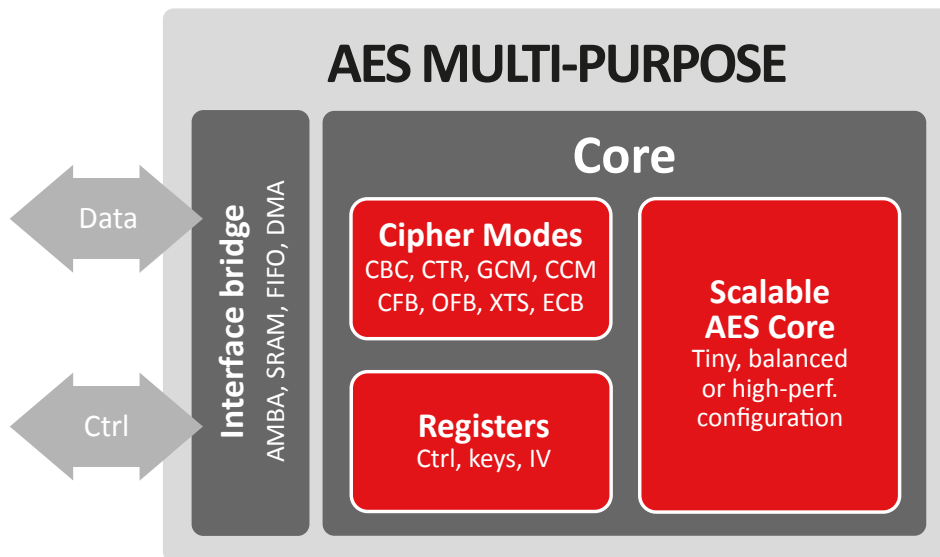 AES MULTI-PURPOSE
Data
Ctrl
Interface bridge
AMBA, SRAM, FIFO, DMA
Core
Cipher Modes
CBC, CTR, GCM, CCM
CFB, OFB, XTS, ECB
Registers
Ctrl, keys, IV
Scalable
AES Core
Tiny, balanced
or high-perf.
configuration